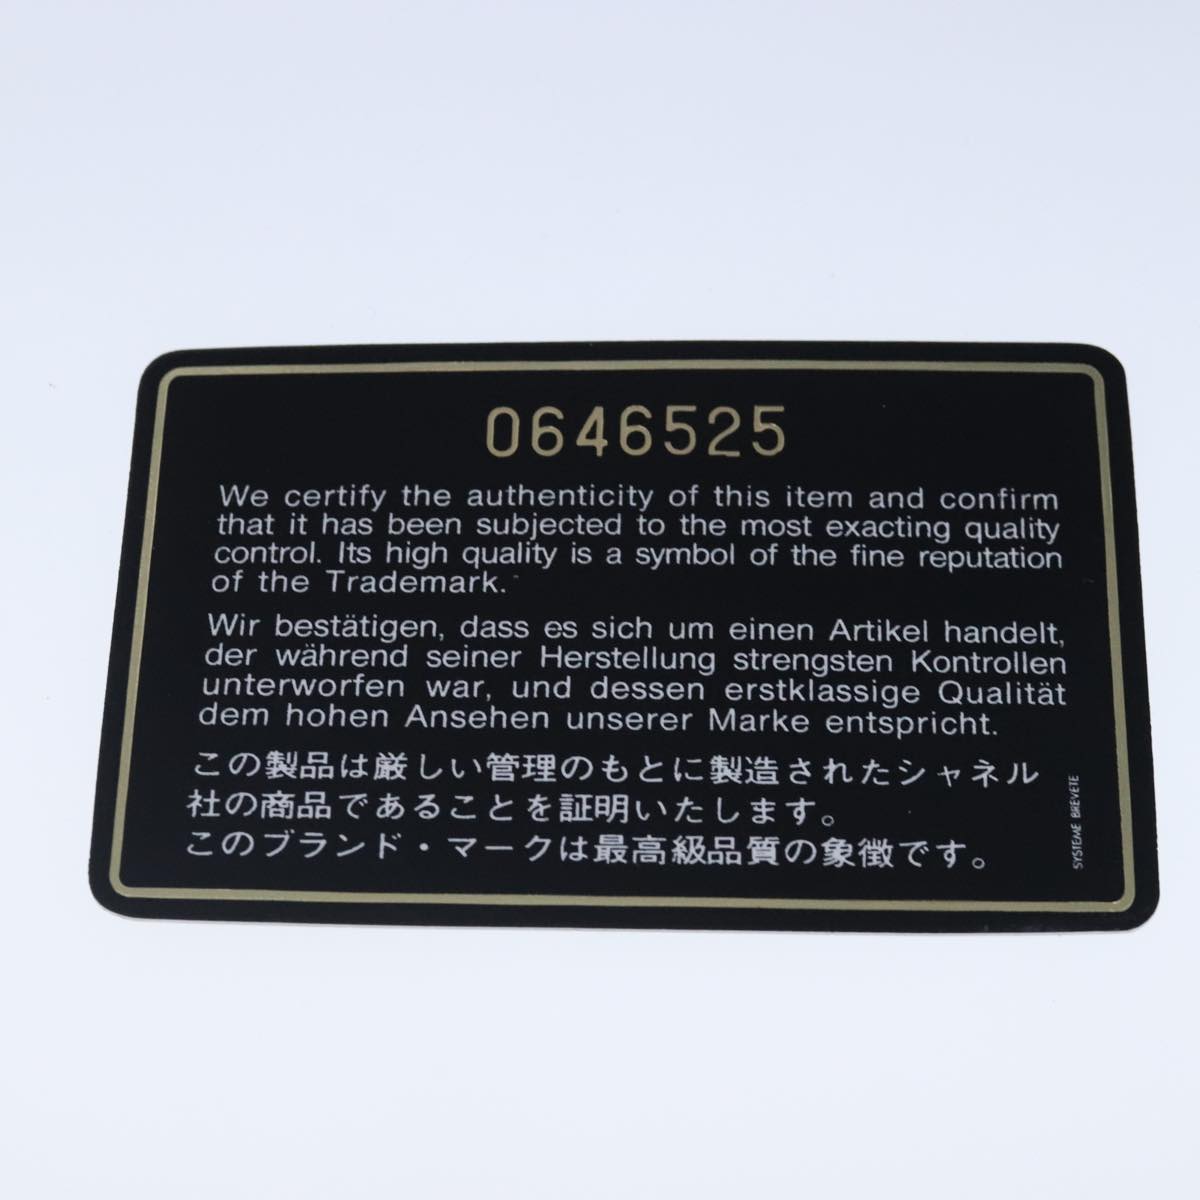 0646525
We certify the authenticity of this item and confirm
that it has been subjected to the most exacting quality
control. Its high quality is a symbol of the fine reputation
of the Trademark.
Wir bestätigen, dass es sich um einen Artikel handelt,
der während seiner Herstellung strengsten Kontrollen
unterworfen war, und dessen erstklassige Qualität
dem hohen Ansehen unserer Marke entspricht.
この製品は厳しい管理のもとに製造されたシャネル
社の商品であることを証明いたします。
このブランド・マークは最高級品質の象徴です。
SYSTEME BREVETE